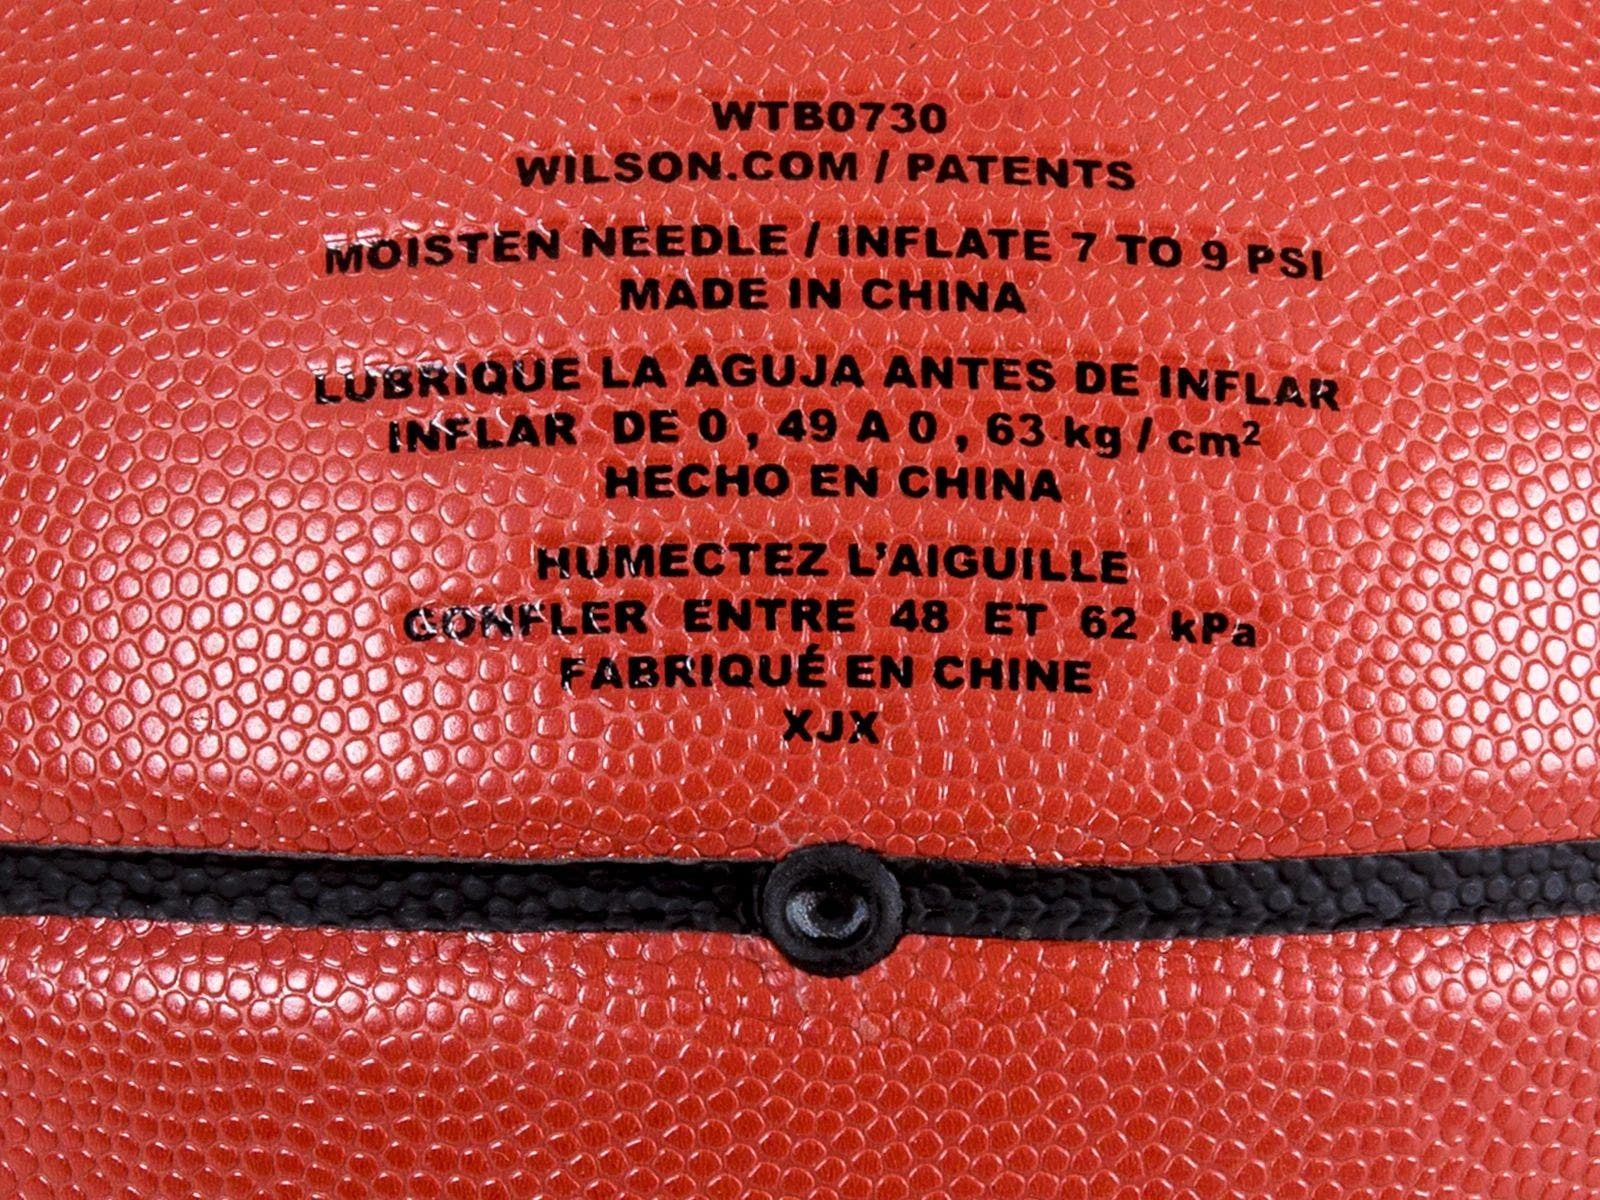 WTB0730
WILSON.COM / PATENTS
MOISTEN NEEDLE / INFLATE 7 TO 9 PSI
MADE IN CHINA
LUBRIQUE LA AGUJA ANTES DE INFLAR
INFLAR DE 0 , 49 A 0 , 63 kg / cm²
HECHO EN CHINA
HUMECTEZ L'AIGUILLE
GONFLER ENTRE 48 ET 62 kPa
FABRIQUÉ EN CHINE
XJX